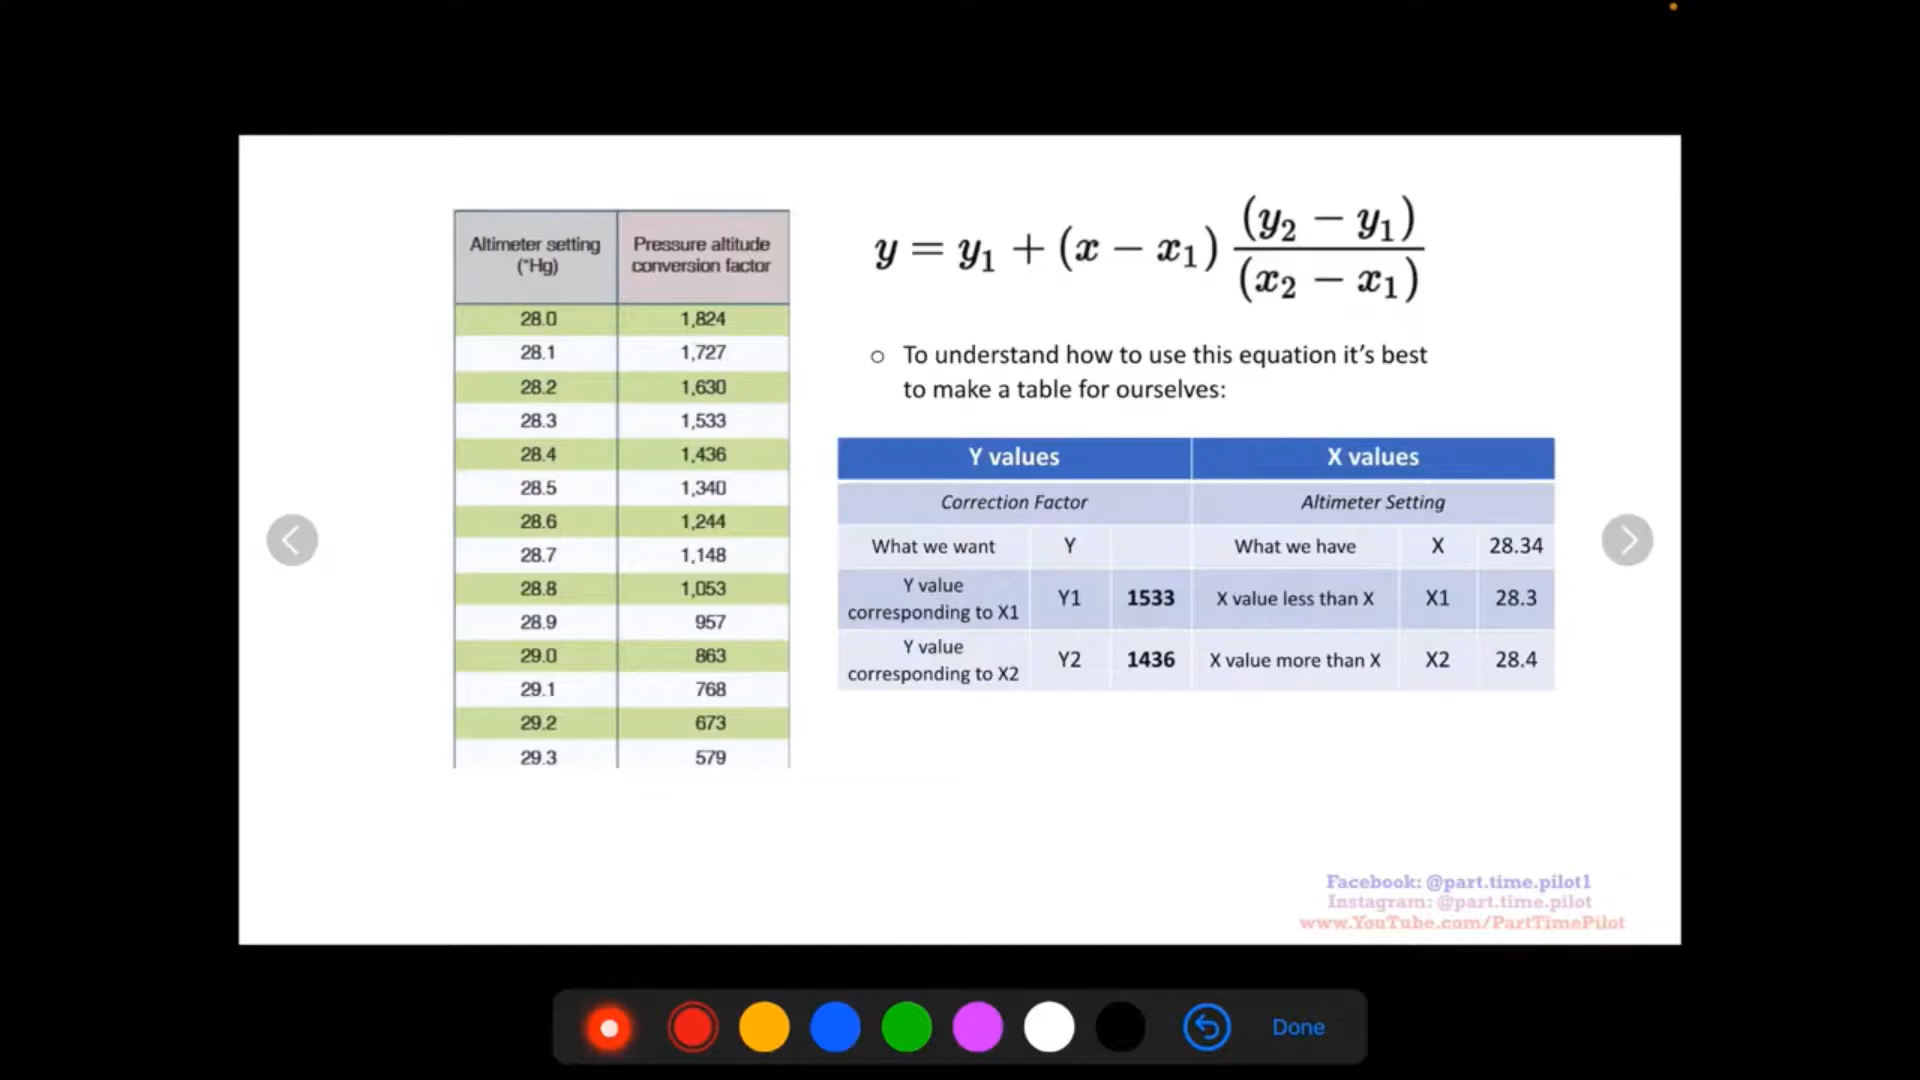 Altimeter setting Pressure altitude
("Hg) conversion factor
28.0 1,824
28.1 1,727
28.2 1,630
28.3 1,533
28.4 1,436
28.5 1,340
28.6 1,244
28.7 1,148
28.8 1,053
28.9 957
29.0 863
29.1 768
29.2 673
29.3 579
y = y₁ + (x − x₁) (y₂ − y₁)
(x₂ − x₁)
○ To understand how to use this equation it’s best
to make a table for ourselves:
Y values X values
Correction Factor Altimeter Setting
What we want Y What we have X 28.34
Y value
corresponding to X1 Y1 1533 X value less than X X1 28.3
Y value
corresponding to X2 Y2 1436 X value more than X X2 28.4
Facebook: @part.time.pilot1
Instagram: @part.time.pilot
www.YouTube.com/PartTimePilot
Done